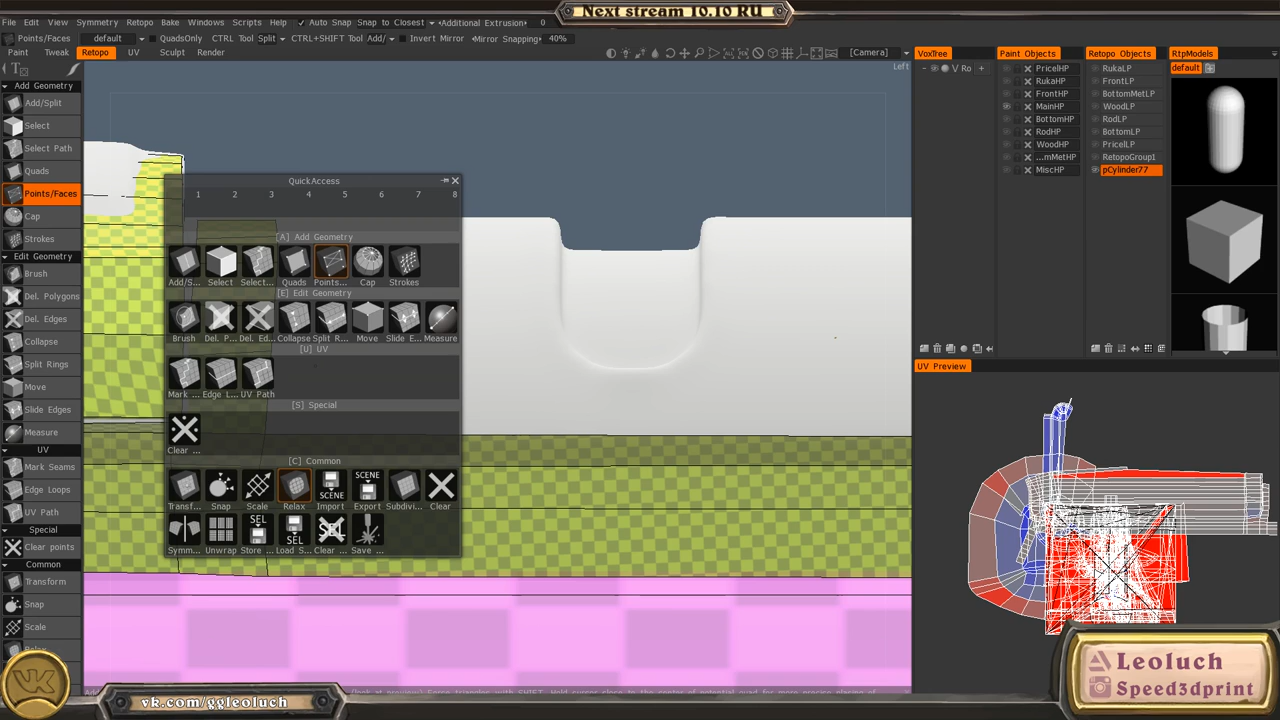 Next stream 10.10 RU
File Edit View Symmetry Retopo Bake Windows Scripts Help Auto Snap Snap to Closest Additional Extrusion: 0
Points/Faces default QuadsOnly CTRL Tool Split CTRL+SHIFT Tool Add/ Invert Mirror Mirror Snapping: 40%
Paint Tweak Retopo UV Sculpt Render [Camera]
Left
Add Geometry
Add/Split
Select
Select Path
Quads
Points/Faces
Cap
Strokes
Edit Geometry
Brush
Del. Polygons
Del. Edges
Collapse
Split Rings
Move
Slide Edges
Measure
UV
Mark Seams
Edge Loops
UV Path
Special
Clear points
Common
Transform
Snap
Scale
Relax
QuickAccess
1 2 3 4 5 6 7 8
[A] Add Geometry
Add/S... Select Select... Quads Points... Cap Strokes
[E] Edit Geometry
Brush Del. P... Del. Ed... Collapse Split R... Move Slide E... Measure
[U] UV
Mark ... Edge L... UV Path
[S] Special
Clear ...
[C] Common
Transf... Snap Scale Relax Import Export Subdivi... Clear
SCENE
SCENE
Symm... Unwrap Store ... Load S... Clear ... Save ...
SEL
SEL
VoxTree
V Ro +
Paint Objects
PricelHP
RukaHP
FrontHP
MainHP
BottomHP
RodHP
WoodHP
...mMetHP
MiscHP
Retopo Objects
RukaLP
FrontLP
BottomMetLP
WoodLP
RodLP
BottomLP
PricelLP
RetopoGroup1
pCylinder77
RtpModels
default
UV Preview
Leoluch
Speed3dprint
vk.com/ggleoluch